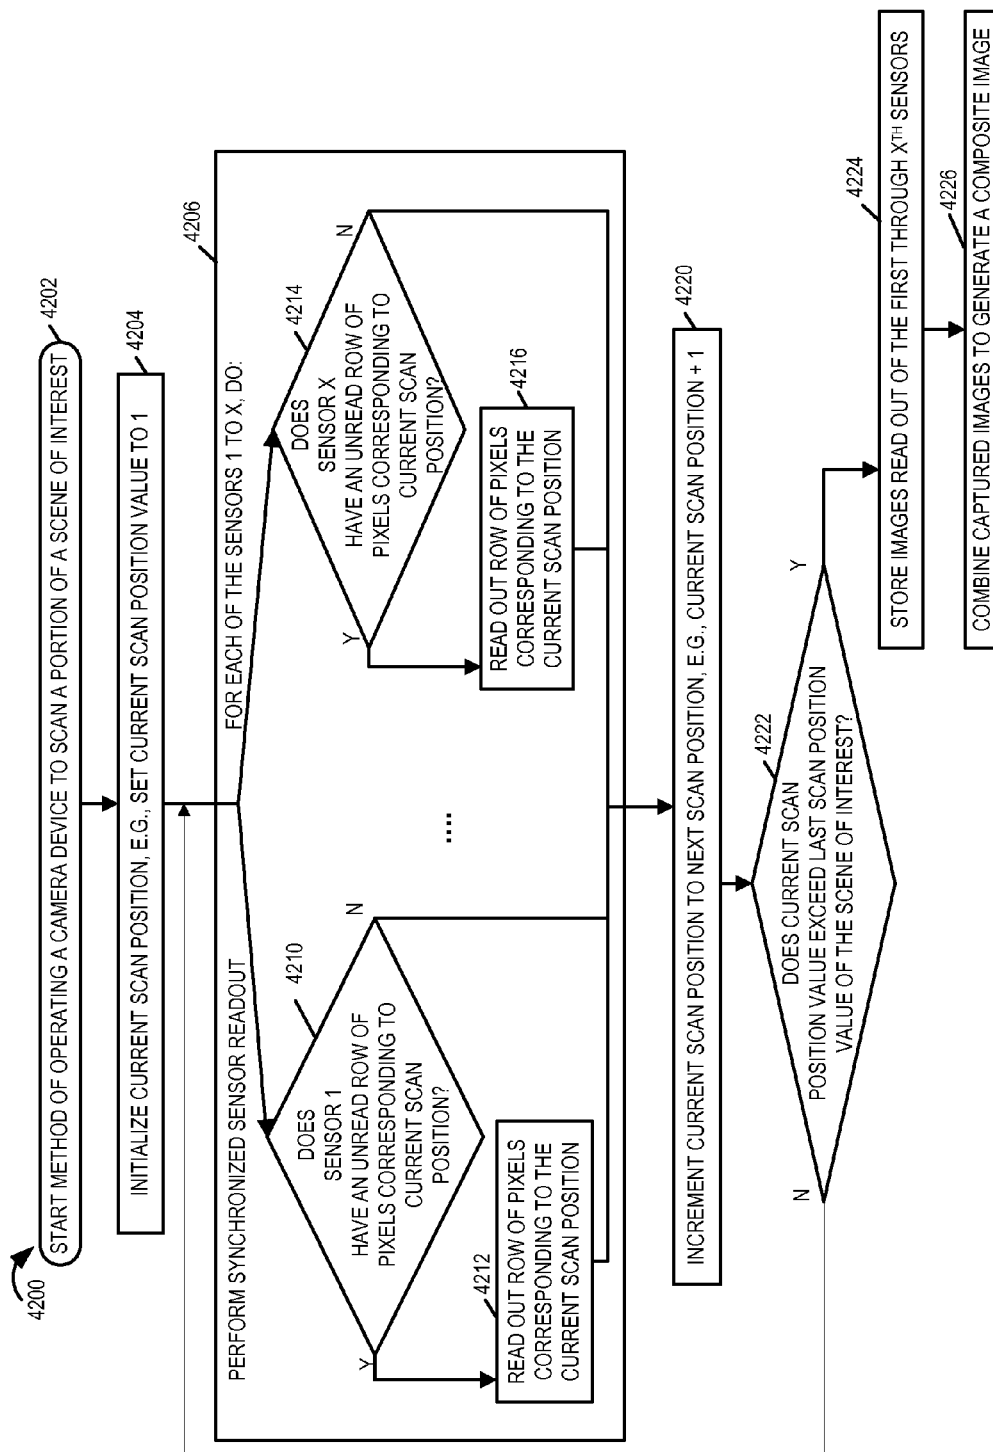 4200
START METHOD OF OPERATING A CAMERA DEVICE TO SCAN A PORTION OF A SCENE OF INTEREST
4202
INITIALIZE CURRENT SCAN POSITION, E.G., SET CURRENT SCAN POSITION VALUE TO 1
4204
4206
PERFORM SYNCHRONIZED SENSOR READOUT
FOR EACH OF THE SENSORS 1 TO X, DO:
4210
DOES
SENSOR 1
HAVE AN UNREAD ROW OF
PIXELS CORRESPONDING TO
CURRENT SCAN
POSITION?
Y
N
4212
READ OUT ROW OF PIXELS
CORRESPONDING TO THE
CURRENT SCAN POSITION
....
4214
DOES
SENSOR X
HAVE AN UNREAD ROW OF
PIXELS CORRESPONDING TO
CURRENT SCAN
POSITION?
Y
N
4216
READ OUT ROW OF PIXELS
CORRESPONDING TO THE
CURRENT SCAN POSITION
4220
INCREMENT CURRENT SCAN POSITION TO NEXT SCAN POSITION, E.G., CURRENT SCAN POSITION + 1
4222
DOES CURRENT SCAN
POSITION VALUE EXCEED LAST SCAN POSITION
VALUE OF THE SCENE OF INTEREST?
N
Y
4224
STORE IMAGES READ OUT OF THE FIRST THROUGH XTH SENSORS
4226
COMBINE CAPTURED IMAGES TO GENERATE A COMPOSITE IMAGE